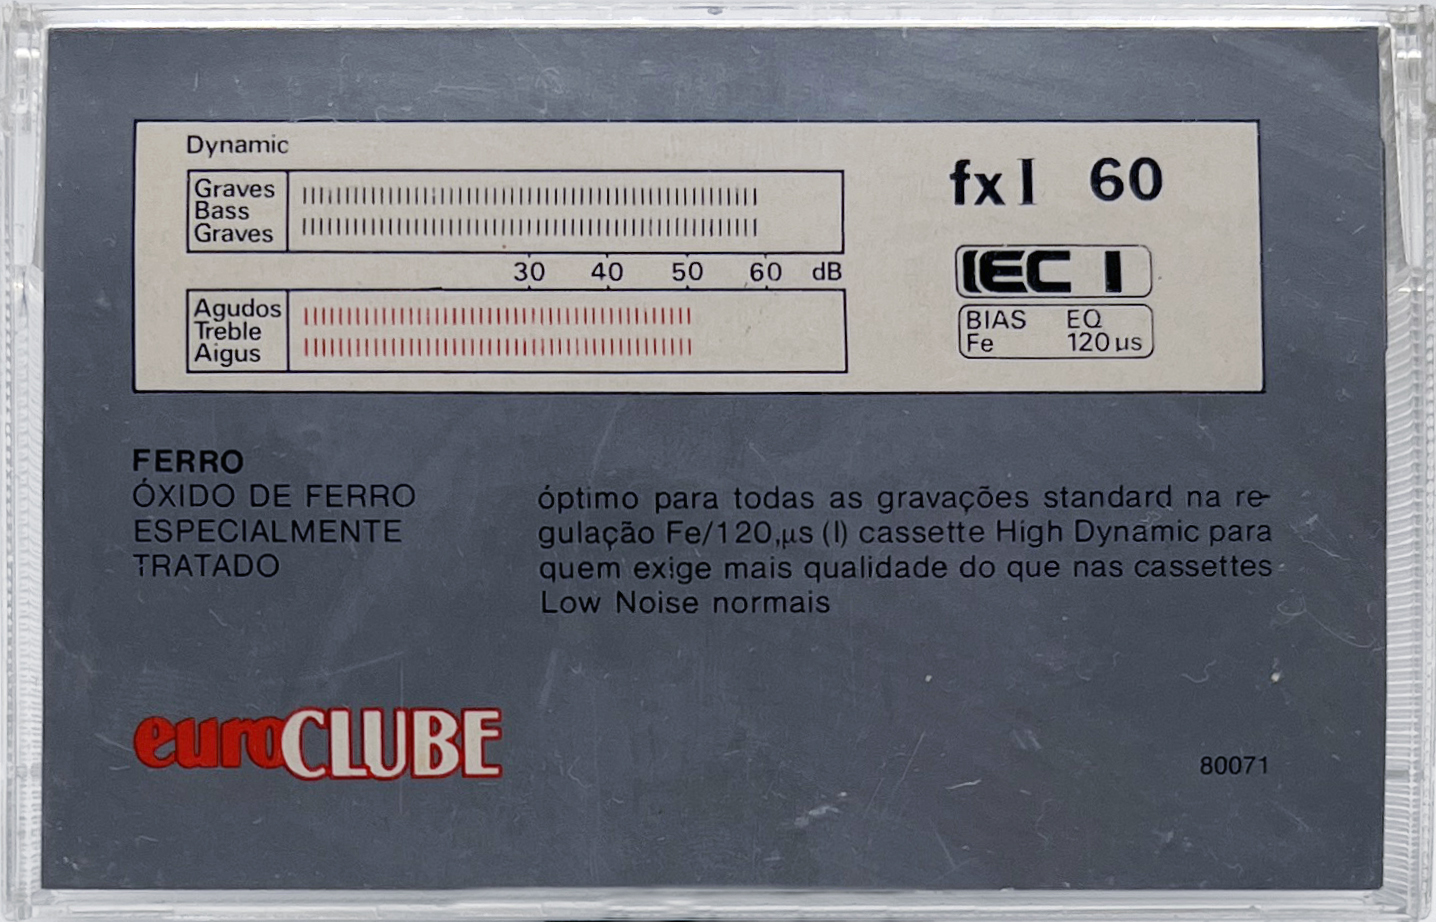 Dynamic
Graves
Bass
Graves
30 40 50 60 dB
Agudos
Treble
Aigus
fx I 60
IEC I
BIAS EQ
Fe 120 µs
FERRO
ÓXIDO DE FERRO
ESPECIALMENTE
TRATADO
óptimo para todas as gravações standard na re-
gulação Fe/120,µs (I) cassette High Dynamic para
quem exige mais qualidade do que nas cassettes
Low Noise normais
euroCLUBE
80071